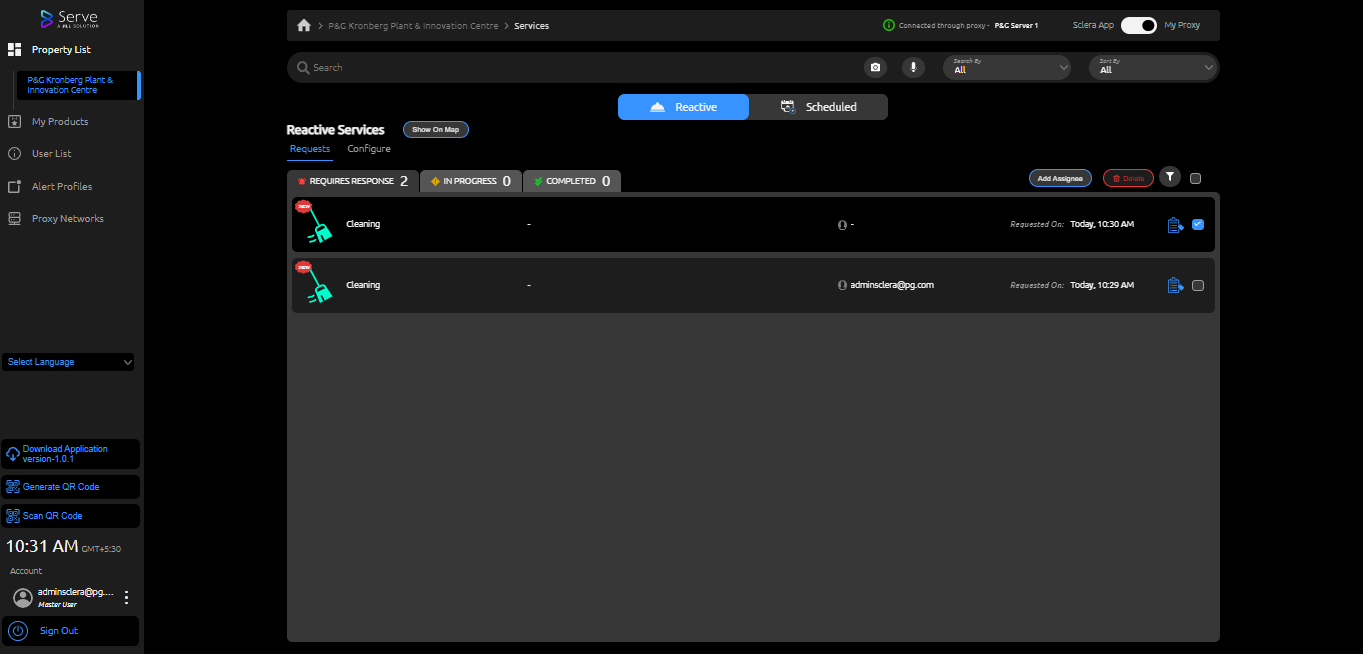 Serve
A JILL SOLUTION
Property List
P&G Kronberg Plant &
Innovation Centre
My Products
User List
Alert Profiles
Proxy Networks
Select Language
Download Application
version-1.0.1
Generate QR Code
Scan QR Code
10:31 AM GMT+5:30
Account
adminsclera@pg....
Master User
Sign Out
P&G Kronberg Plant & Innovation Centre > Services
Connected through proxy - P&G Server 1
Sclera App
My Proxy
Search
Search By
All
Sort By
All
Reactive
Scheduled
Reactive Services
Show On Map
Requests
Configure
REQUIRES RESPONSE 2
IN PROGRESS 0
COMPLETED 0
Add Assignee
Delete
NEW
Cleaning - - Requested On: Today, 10:30 AM
NEW
Cleaning - adminsclera@pg.com Requested On: Today, 10:29 AM